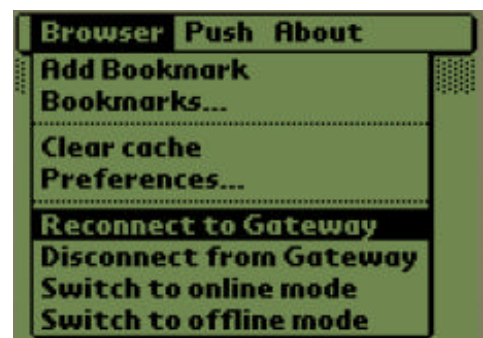 Browser Push About
Add Bookmark
Bookmarks...
Clear cache
Preferences...
Reconnect to Gateway
Disconnect from Gateway
Switch to online mode
Switch to offline mode